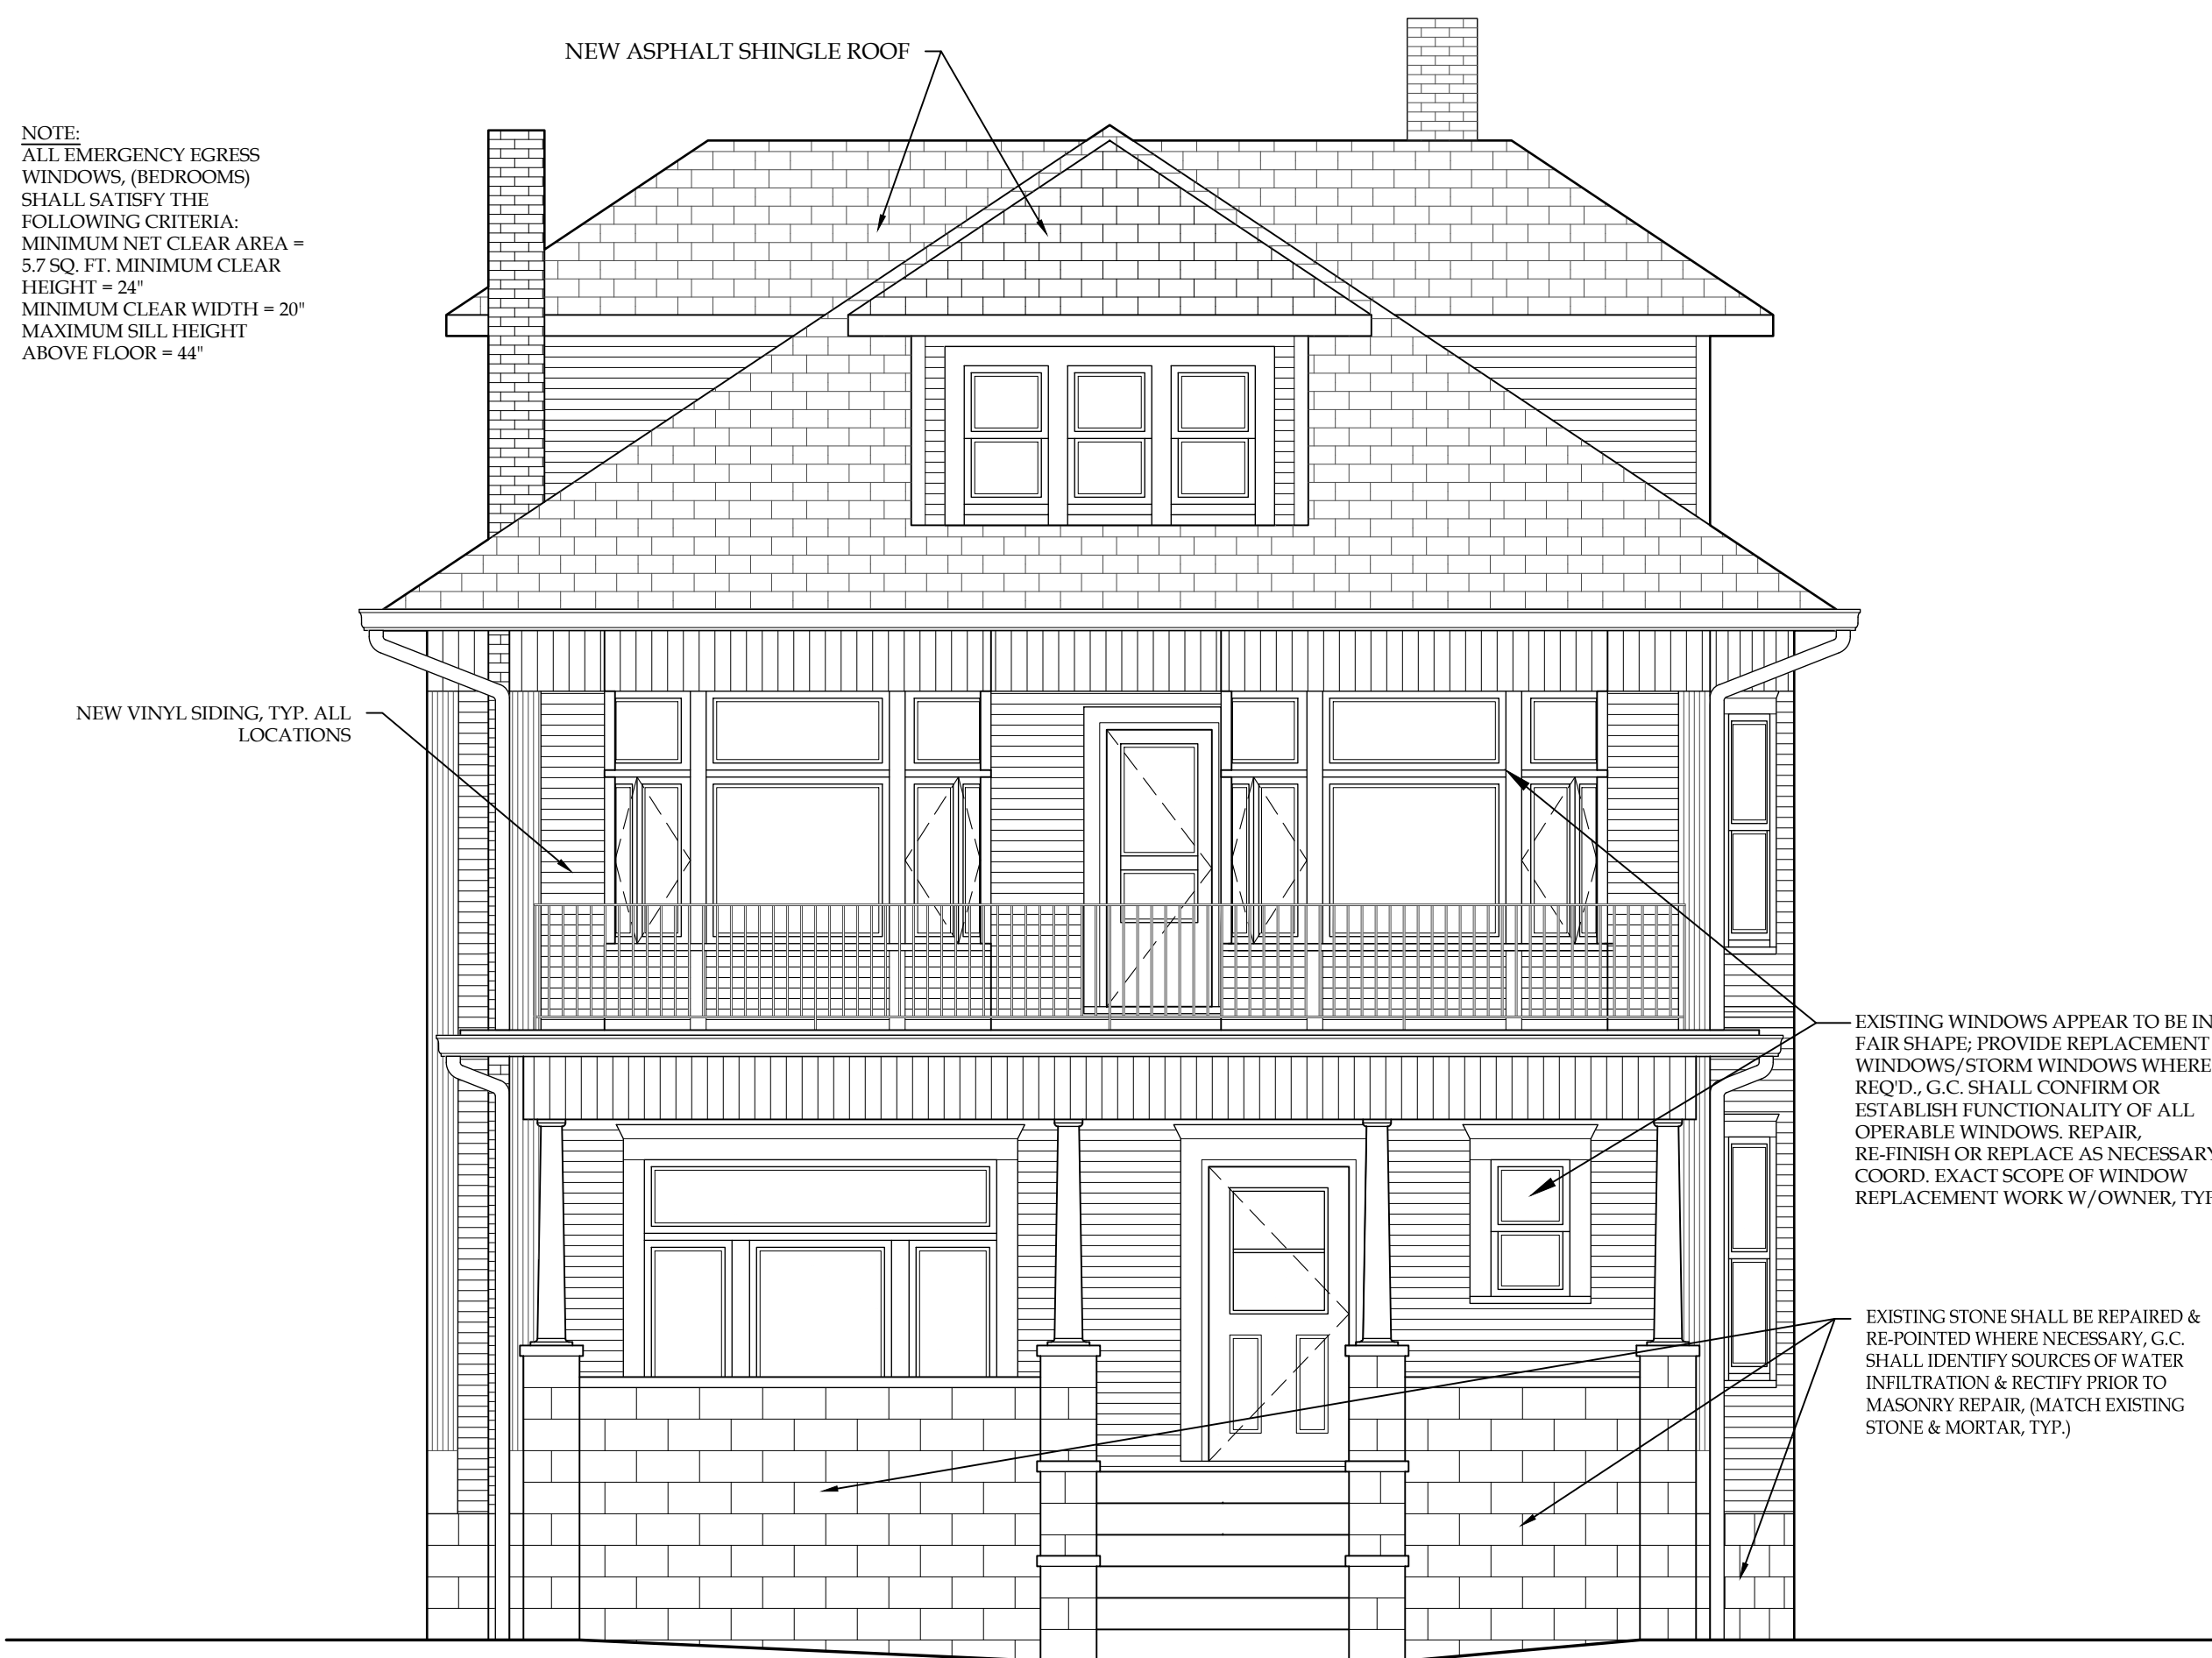 NEW ASPHALT SHINGLE ROOF
NOTE:
ALL EMERGENCY EGRESS
WINDOWS, (BEDROOMS)
SHALL SATISFY THE
FOLLOWING CRITERIA:
MINIMUM NET CLEAR AREA =
5.7 SQ. FT. MINIMUM CLEAR
HEIGHT = 24"
MINIMUM CLEAR WIDTH = 20"
MAXIMUM SILL HEIGHT
ABOVE FLOOR = 44"
NEW VINYL SIDING, TYP. ALL
LOCATIONS
EXISTING WINDOWS APPEAR TO BE IN
FAIR SHAPE; PROVIDE REPLACEMENT
WINDOWS/STORM WINDOWS WHERE
REQ'D., G.C. SHALL CONFIRM OR
ESTABLISH FUNCTIONALITY OF ALL
OPERABLE WINDOWS. REPAIR,
RE-FINISH OR REPLACE AS NECESSARY
COORD. EXACT SCOPE OF WINDOW
REPLACEMENT WORK W/OWNER, TYP
EXISTING STONE SHALL BE REPAIRED &
RE-POINTED WHERE NECESSARY, G.C.
SHALL IDENTIFY SOURCES OF WATER
INFILTRATION & RECTIFY PRIOR TO
MASONRY REPAIR, (MATCH EXISTING
STONE & MORTAR, TYP.)